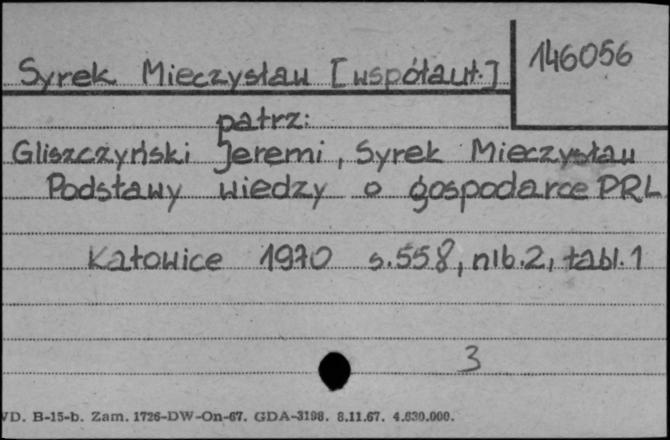 146056
Syrek Mieczysław [współaut.]
patrz:
Gliszczyński Jeremi, Syrek Mieczysław
Podstawy wiedzy o gospodarce PRL
Katowice 1970 s.558, nlb.2, tabl.1
3
VD. B-15-b. Zam. 1726-DW-On-67. GDA-3198. 8.11.67. 4.630.000.